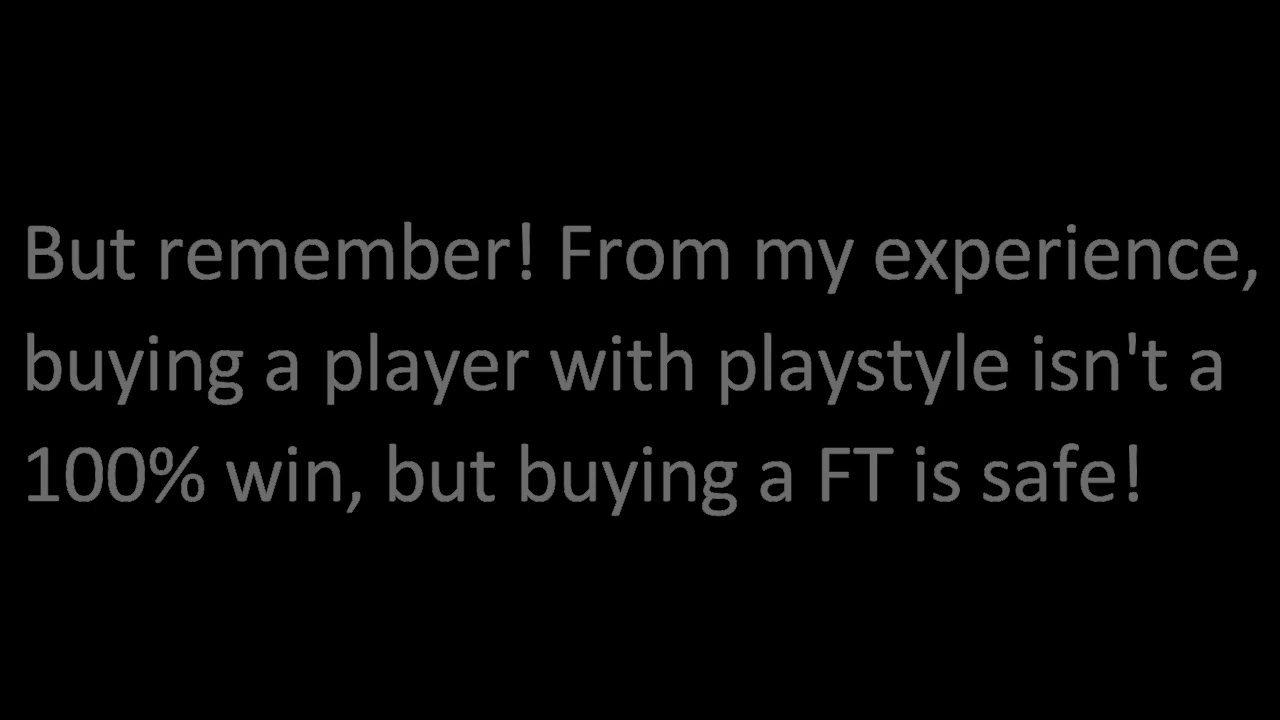 But remember! From my experience,
buying a player with playstyle isn't a
100% win, but buying a FT is safe!